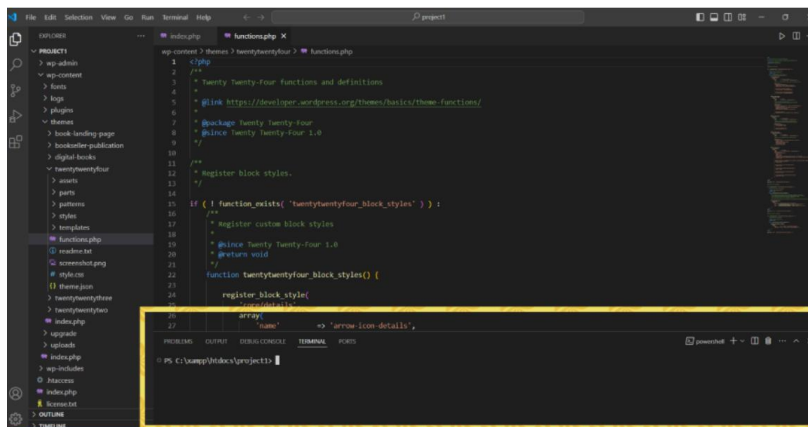 File Edit Selection View Go Run Terminal Help
project1
EXPLORER
PROJECT1
wp-admin
wp-content
fonts
logs
plugins
themes
book-landing-page
bookseller-publication
digital-books
twentytwentyfour
assets
parts
patterns
styles
templates
functions.php
readme.txt
screenshot.png
style.css
theme.json
twentytwentythree
twentytwentytwo
index.php
upgrade
uploads
index.php
wp-includes
.htaccess
index.php
license.txt
OUTLINE
TIMELINE
index.php functions.php
wp-content > themes > twentytwentyfour > functions.php
1 <?php
2 /**
3 * Twenty Twenty-Four functions and definitions
4 *
5 * @link https://developer.wordpress.org/themes/basics/theme-functions/
6 *
7 * @package Twenty Twenty-Four
8 * @since Twenty Twenty-Four 1.0
9 */
10
11 /**
12 * Register block styles.
13 */
14
15 if ( ! function_exists( 'twentytwentyfour_block_styles' ) ) :
16 /**
17 * Register custom block styles
18 *
19 * @since Twenty Twenty-Four 1.0
20 * @return void
21 */
22 function twentytwentyfour_block_styles() {
23
24 register_block_style(
25 'core/details',
26 array(
27 'name' => 'arrow-icon-details',
PROBLEMS OUTPUT DEBUG CONSOLE TERMINAL PORTS
powershell
PS C:\xampp\htdocs\project1>